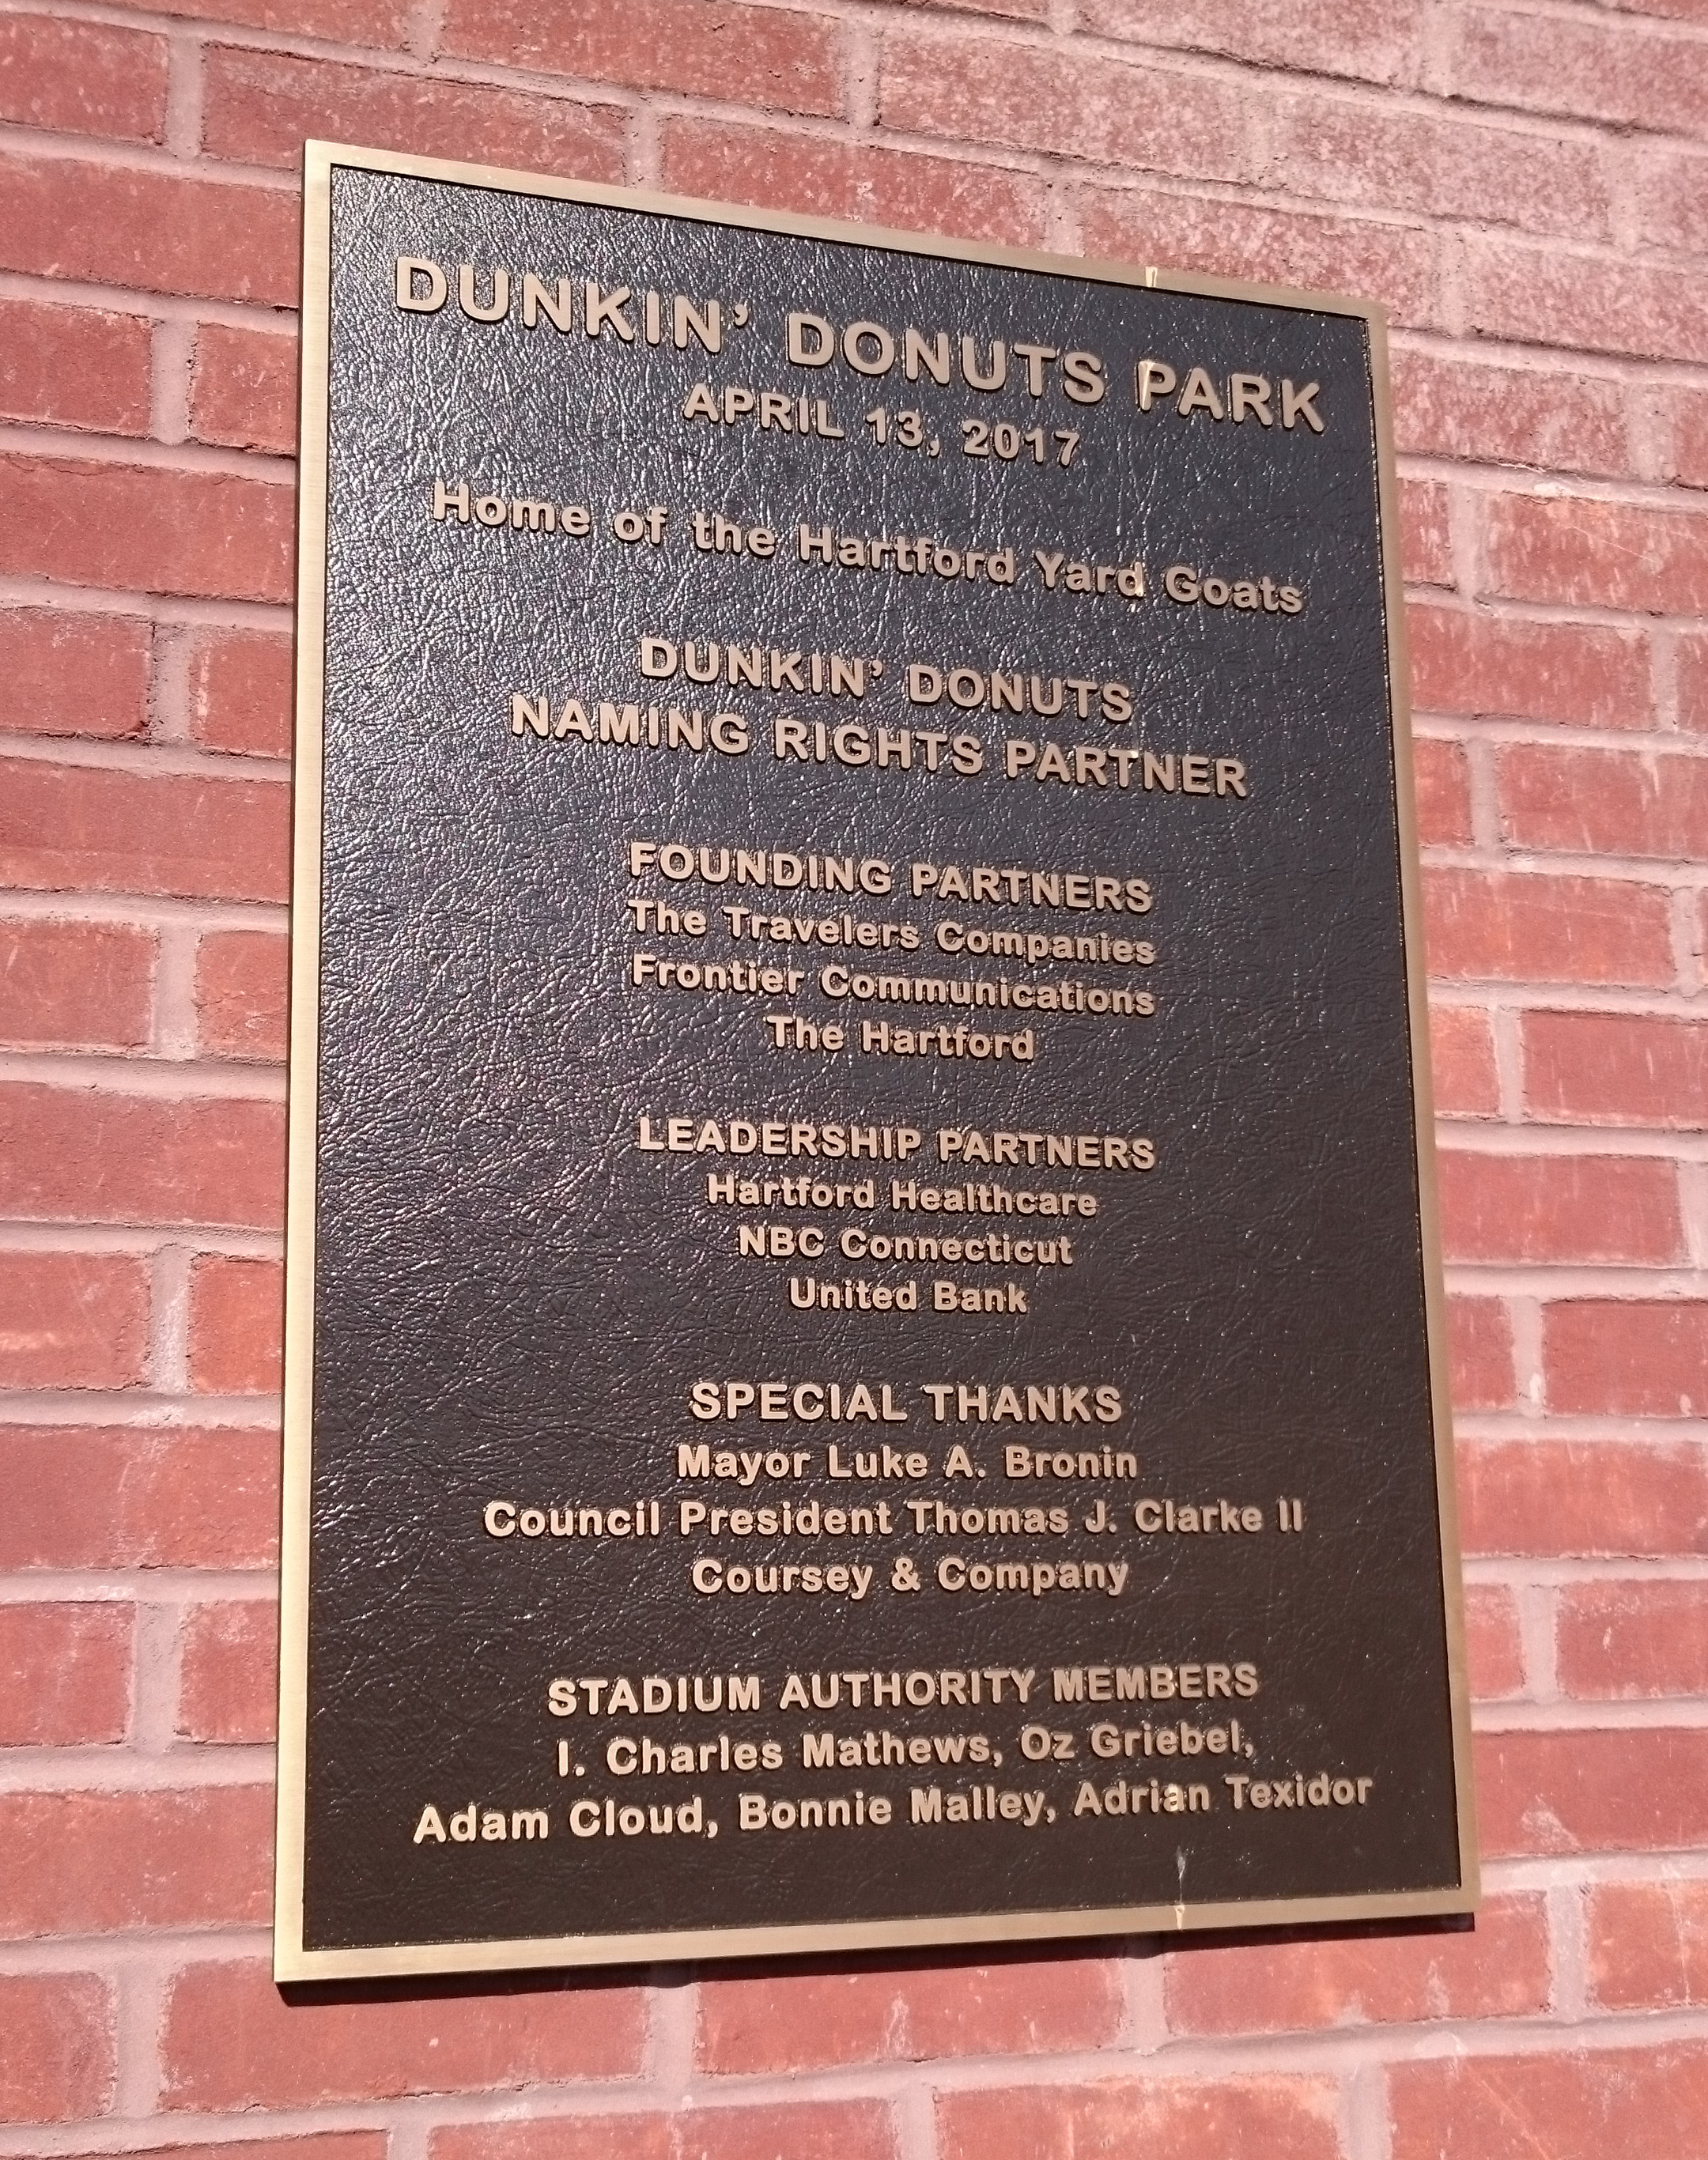 DUNKIN' DONUTS PARK
APRIL 13, 2017
Home of the Hartford Yard Goats
DUNKIN' DONUTS
NAMING RIGHTS PARTNER
FOUNDING PARTNERS
The Travelers Companies
Frontier Communications
The Hartford
LEADERSHIP PARTNERS
Hartford Healthcare
NBC Connecticut
United Bank
SPECIAL THANKS
Mayor Luke A. Bronin
Council President Thomas J. Clarke II
Coursey & Company
STADIUM AUTHORITY MEMBERS
I. Charles Mathews, Oz Griebel,
Adam Cloud, Bonnie Malley, Adrian Texidor